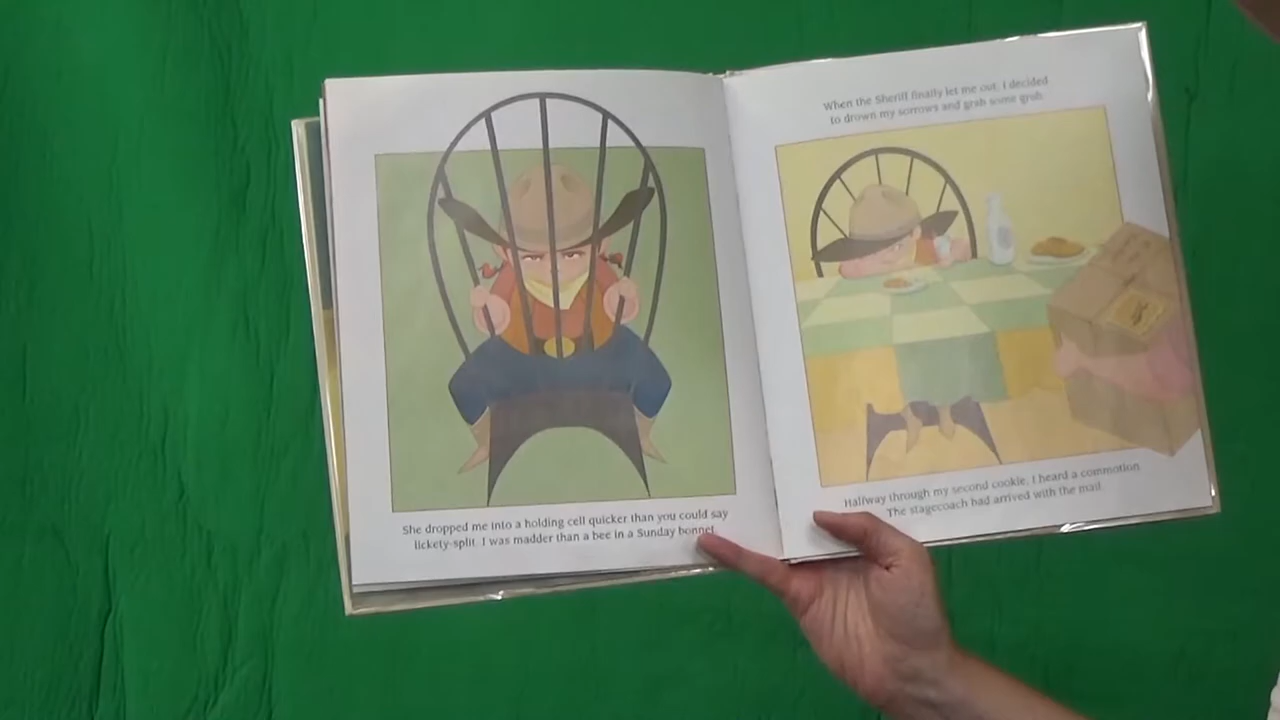 She dropped me into a holding cell quicker than you could say
lickety-split. I was madder than a bee in a Sunday bonnet.
When the Sheriff finally let me out, I decided
to drown my sorrows and grab some grub.
Halfway through my second cookie, I heard a commotion.
The stagecoach had arrived with the mail.